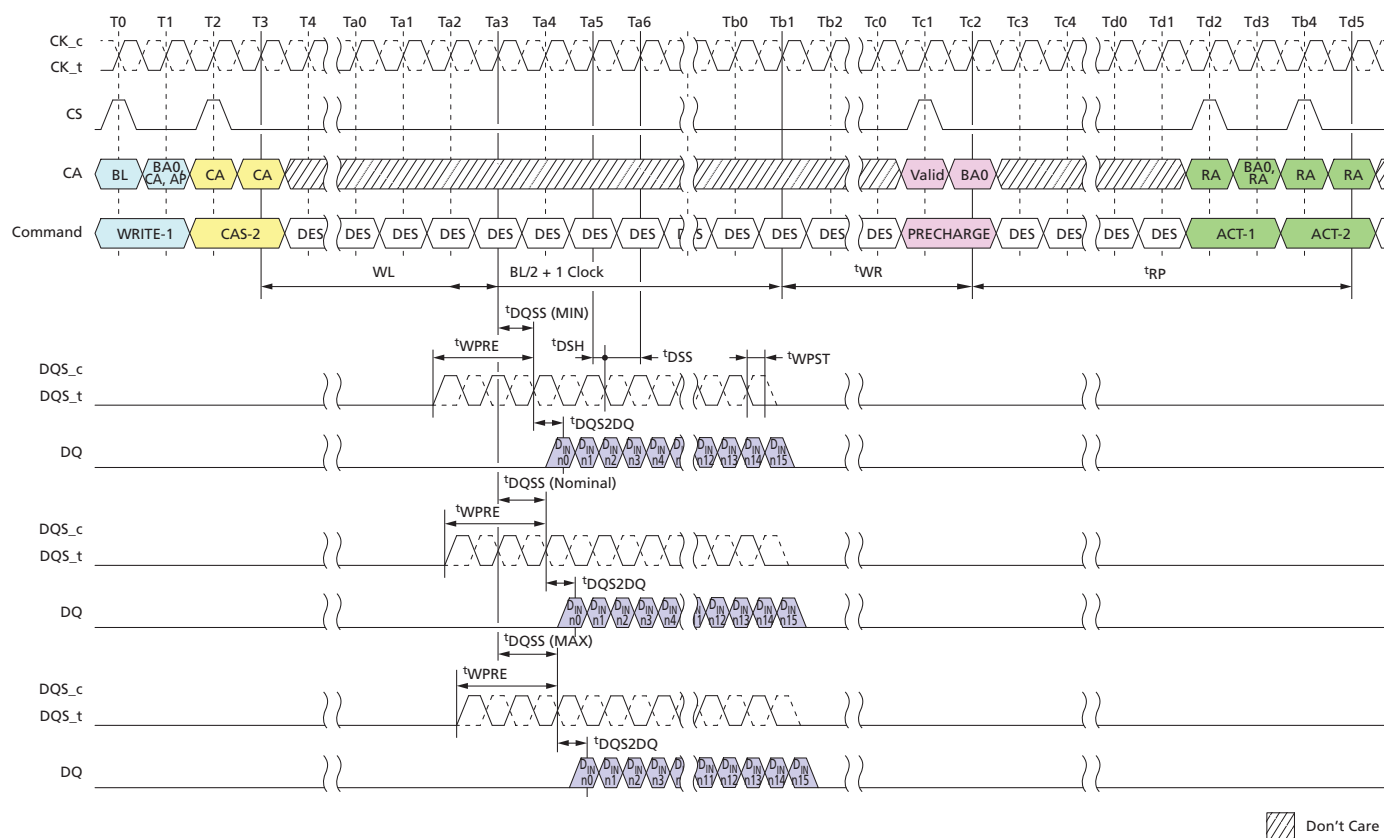 T0 T1 T2 T3 T4 Ta0 Ta1 Ta2 Ta3 Ta4 Ta5 Ta6 Tb0 Tb1 Tb2 Tc0 Tc1 Tc2 Tc3 Tc4 Td0 Td1 Td2 Td3 Tb4 Td5
CK_c
CK_t
CS
CA BL BA0, CA, AP CA CA Valid BA0 RA BA0, RA RA RA
Command WRITE-1 CAS-2 DES DES DES DES DES DES DES DES DES DES DES DES PRECHARGE DES DES DES DES ACT-1 ACT-2
WL BL/2 + 1 Clock tWR tRP
tDQSS (MIN)
tWPRE tDSH tDSS tWPST
DQS_c
DQS_t
tDQS2DQ
DQ DIN n0 DIN n1 DIN n2 DIN n3 DIN n4 DIN n12 DIN n13 DIN n14 DIN n15
tDQSS (Nominal)
tWPRE
DQS_c
DQS_t
tDQS2DQ
DQ DIN n0 DIN n1 DIN n2 DIN n3 DIN n4 DIN n12 DIN n13 DIN n14 DIN n15
tDQSS (MAX)
tWPRE
DQS_c
DQS_t
tDQS2DQ
DQ DIN n0 DIN n1 DIN n2 DIN n3 DIN n11 DIN n12 DIN n13 DIN n14 DIN n15
Don't Care